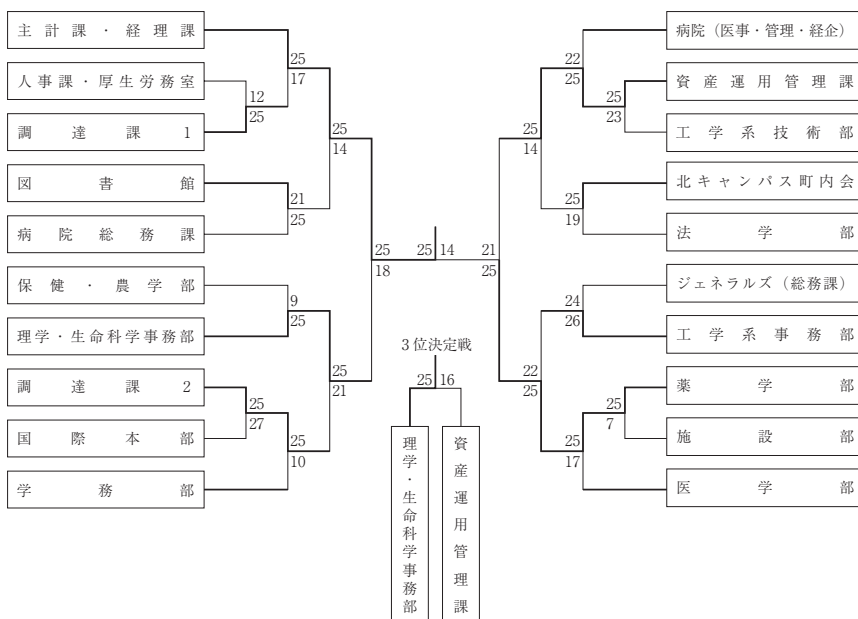 主計課・経理課
人事課・厚生労務室
調達課1
図書館
病院総務課
保健・農学部
理学・生命科学事務部
調達課2
国際本部
学務部
25
17
12
25
25
14
21
25
25
18
9
25
25
21
25
27
25
10
25 14
3位決定戦
25 16
理学・生命科学事務部
資産運用管理課
病院（医事・管理・経企）
資産運用管理課
工学系技術部
北キャンパス町内会
法学部
ジェネラルズ（総務課）
工学系事務部
薬学部
施設部
医学部
22
25
25
23
25
14
25
19
21
25
24
26
22
25
25
7
25
17